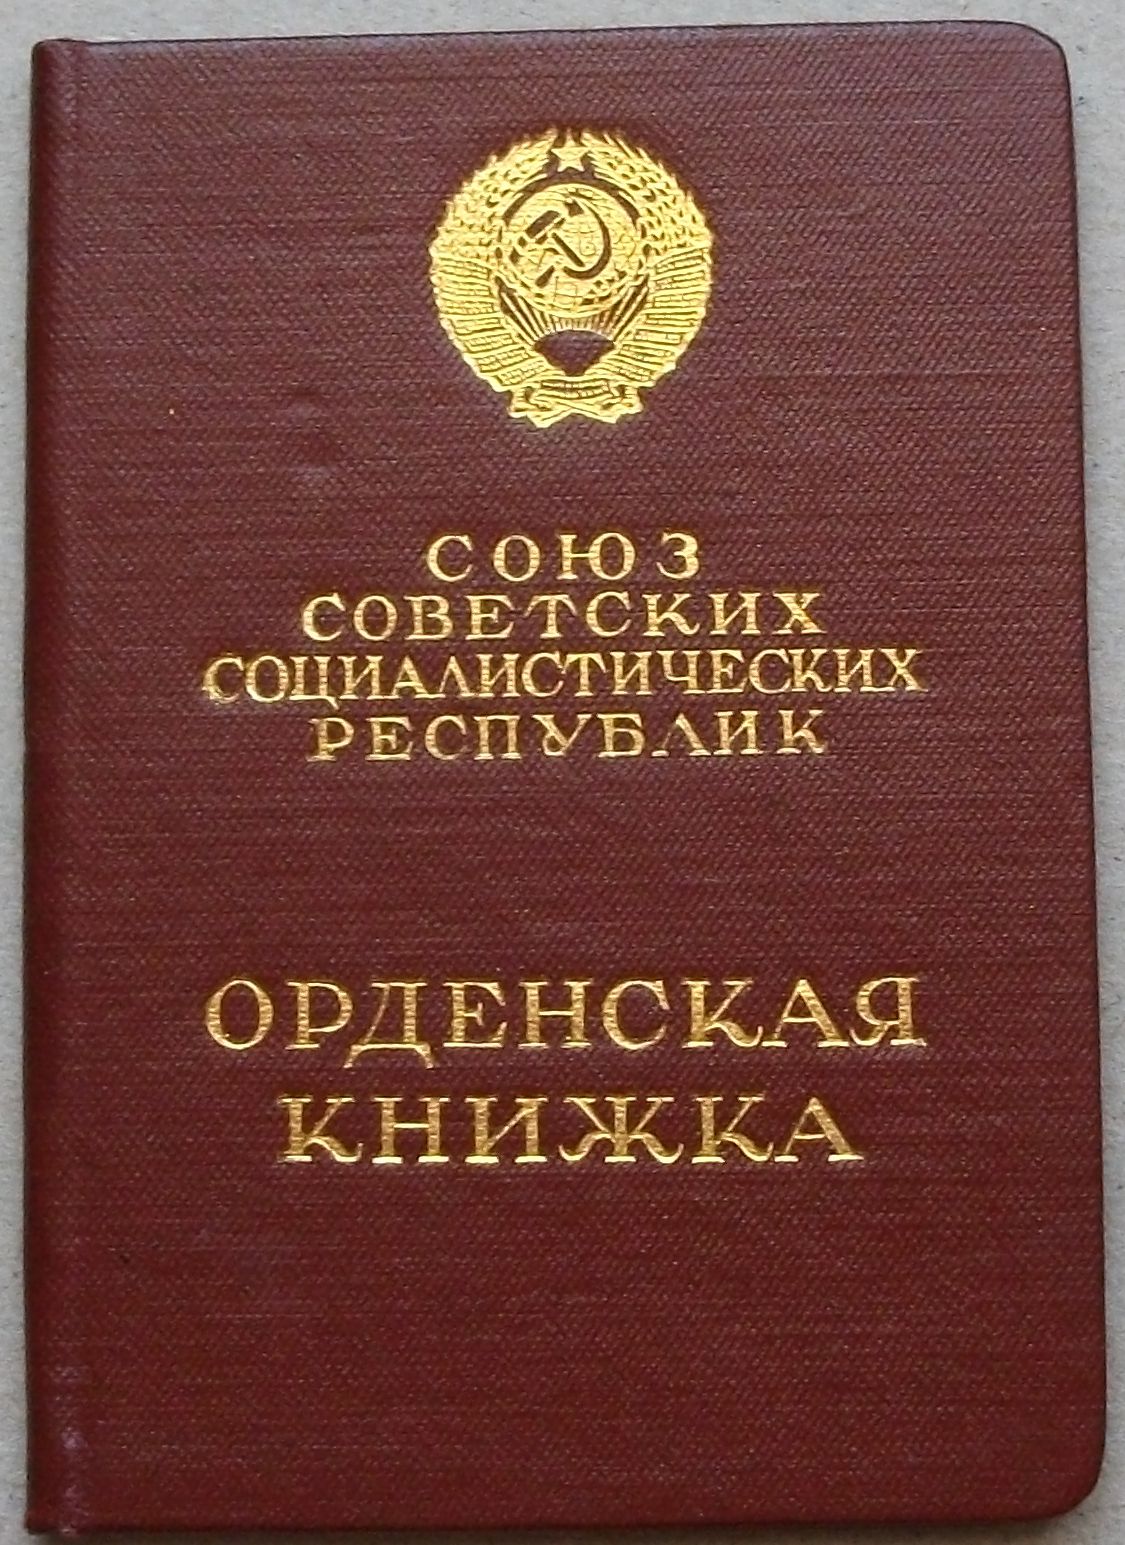 СОЮЗ
СОВЕТСКИХ
СОЦИАЛИСТИЧЕСКИХ
РЕСПУБЛИК
ОРДЕНСКАЯ
КНИЖКА